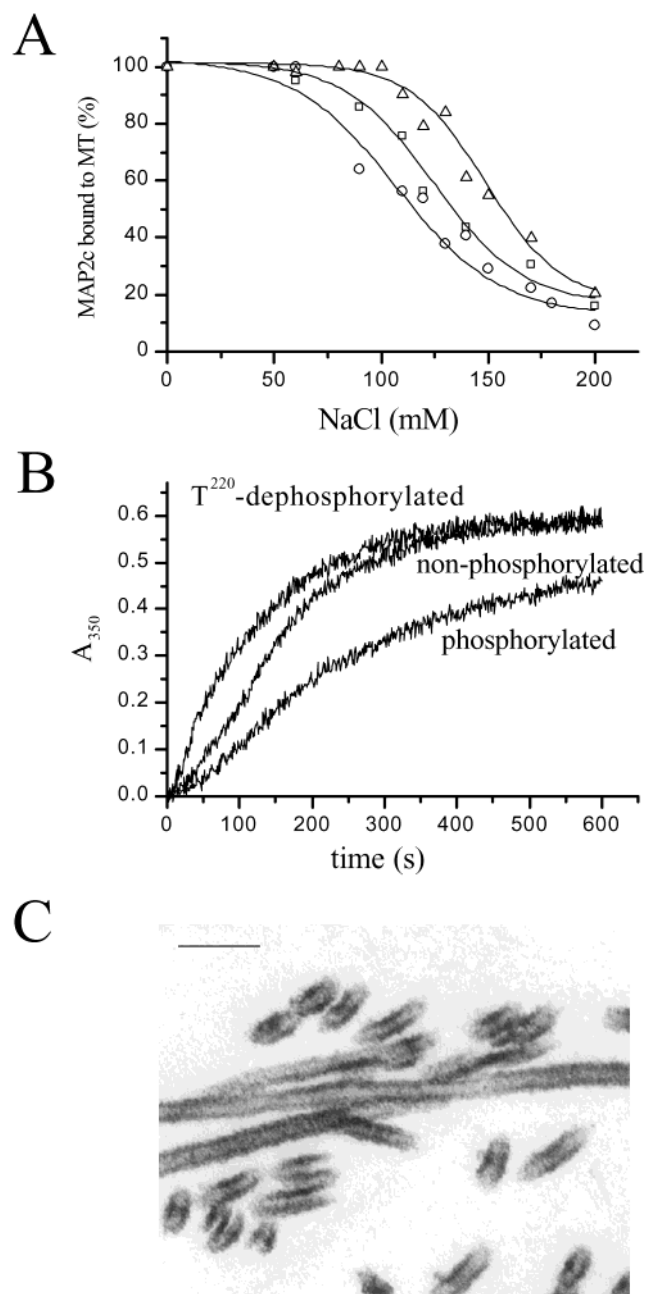 A
MAP2c bound to MT (%)
100
80
60
40
20
0
0 50 100 150 200
NaCl (mM)
B
T²²⁰-dephosphorylated
non-phosphorylated
phosphorylated
A₃₅₀
0.6
0.5
0.4
0.3
0.2
0.1
0.0
0 100 200 300 400 500 600
time (s)
C